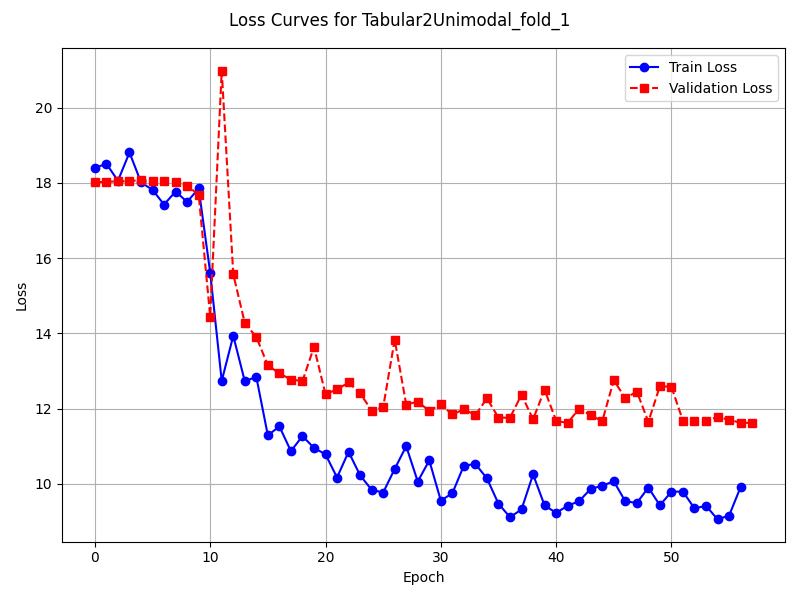 Loss Curves for Tabular2Unimodal_fold_1
Train Loss
Validation Loss
20
18
16
14
12
10
Loss
0 10 20 30 40 50
Epoch